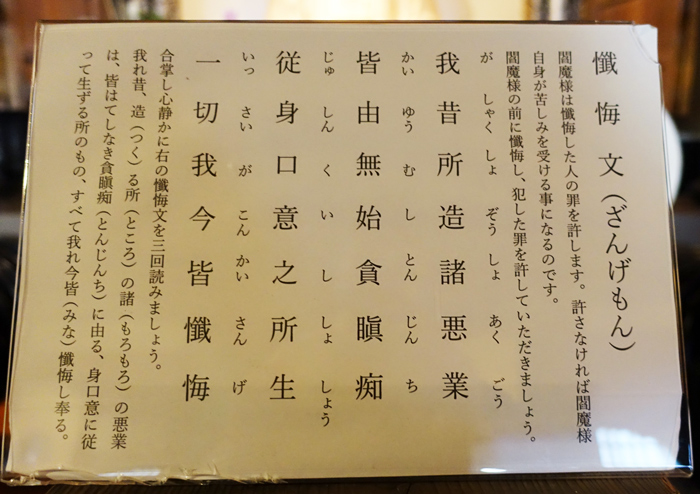 懺悔文(ざんげもん)
閻魔様は懺悔した人の罪を許します。許さなければ閻魔様
自身が苦しみを受ける事になるのです。
閻魔様の前に懺悔し、犯した罪を許していただきましょう。
が しゃく しょ ぞう しょ あく ごう
我昔所造諸悪業
かい ゆう む し とん じん ち
皆由無始貪瞋痴
じゅ しん く い し しょ しょう
従身口意之所生
いっ さい が こん かい さん げ
一切我今皆懺悔
合掌し心静かに右の懺悔文を三回読みましょう。
我れ昔、造(つく)る所(ところ)の諸(もろもろ)の悪業
は、皆はてしなき貪瞋痴(とんじんち)に由る、身口意に従
って生ずる所のもの、すべて我れ今皆(みな)懺悔し奉る。